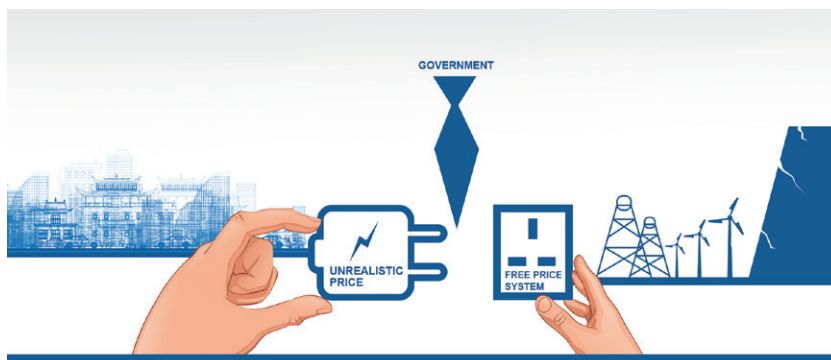 GOVERNMENT
UNREALISTIC
PRICE
FREE PRICE
SYSTEM